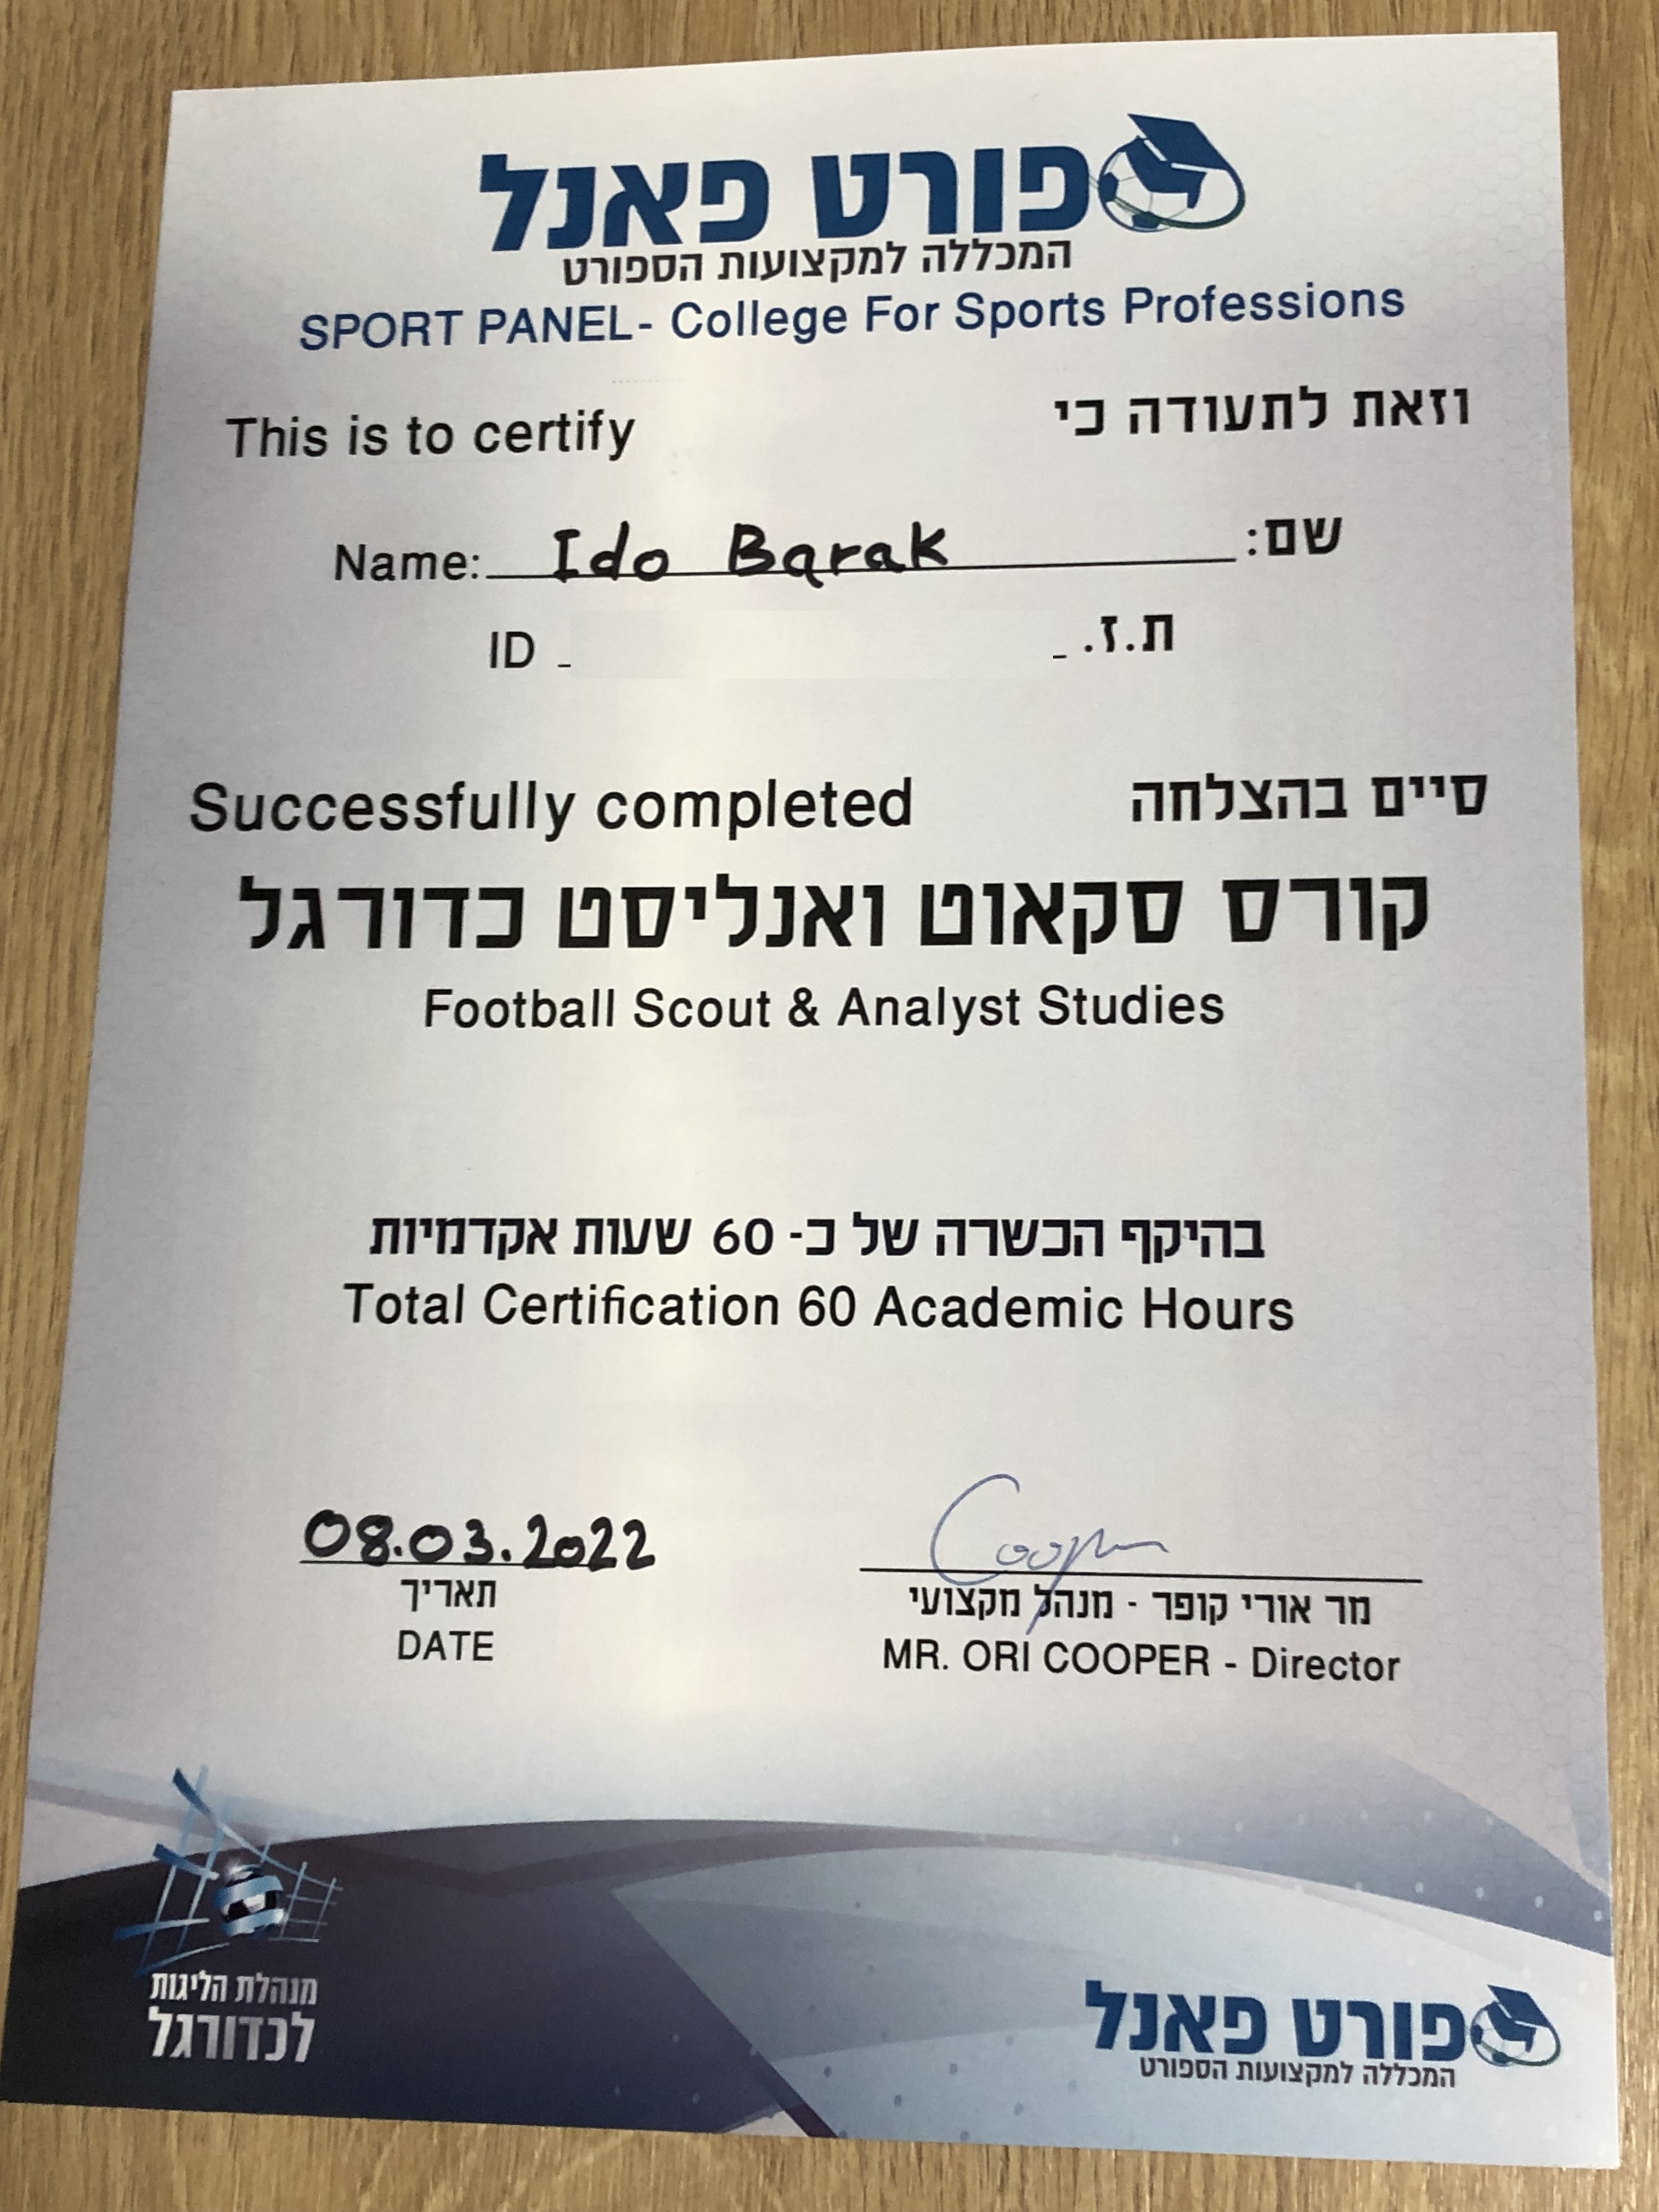 ספורט פאנל
המכללה למקצועות הספורט
SPORT PANEL- College For Sports Professions
This is to certify וזאת לתעודה כי
Name: Ido Barak שם:
ID _ _ ת.ז.
Successfully completed סיים בהצלחה
קורס סקאוט ואנליסט כדורגל
Football Scout & Analyst Studies
בהיקף הכשרה של כ- 60 שעות אקדמיות
Total Certification 60 Academic Hours
08.03.2022 Cooper
תאריך מר אורי קופר - מנהל מקצועי
DATE MR. ORI COOPER - Director
מנהלת הליגות
לכדורגל
ספורט פאנל
המכללה למקצועות הספורט